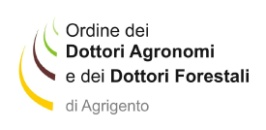 Ordine dei
Dottori Agronomi
e dei Dottori Forestali
di Agrigento